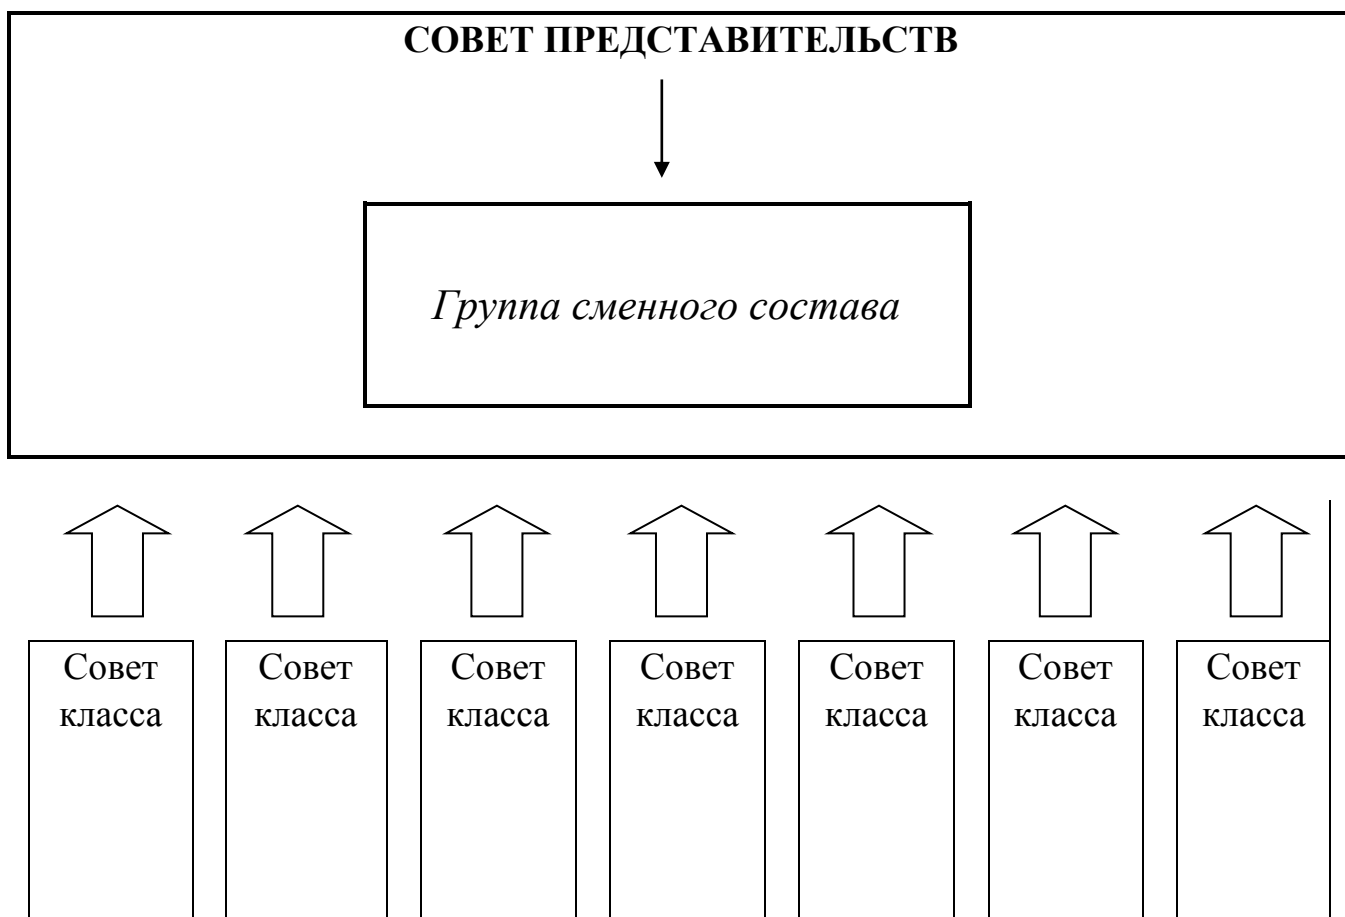 СОВЕТ ПРЕДСТАВИТЕЛЬСТВ
Группа сменного состава
Совет Совет Совет Совет Совет Совет Совет
класса класса класса класса класса класса класса